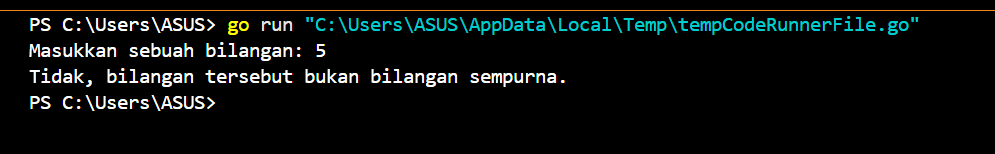 PS C:\Users\ASUS> go run "C:\Users\ASUS\AppData\Local\Temp\tempCodeRunnerFile.go"
Masukkan sebuah bilangan: 5
Tidak, bilangan tersebut bukan bilangan sempurna.
PS C:\Users\ASUS>